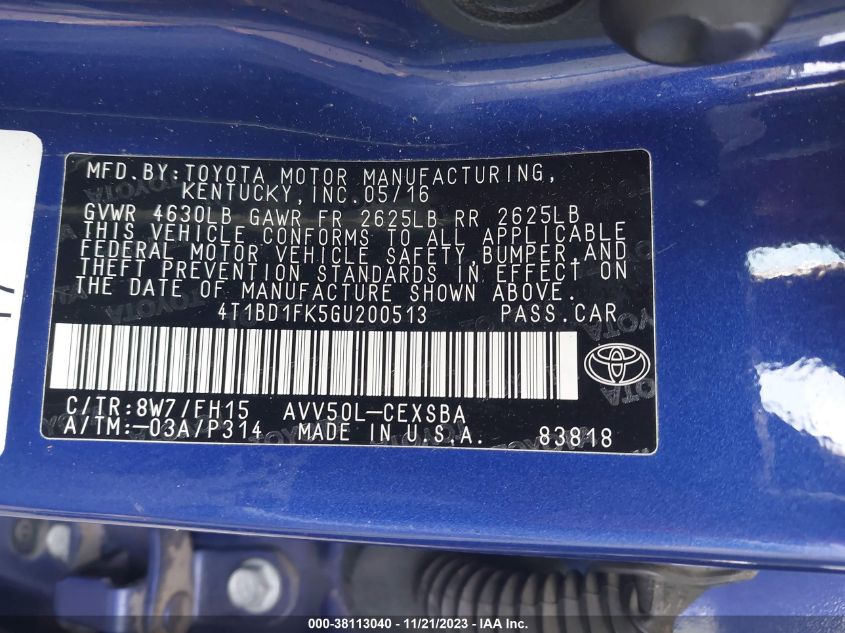 MFD.BY:TOYOTA MOTOR MANUFACTURING,
KENTUCKY,INC.05/16
GVWR 4630LB GAWR FR 2625LB RR 2625LB
THIS VEHICLE CONFORMS TO ALL APPLICABLE
FEDERAL MOTOR VEHICLE SAFETY,BUMPER,AND
THEFT PREVENTION STANDARDS IN EFFECT ON
THE DATE OF MANUFACTURE SHOWN ABOVE.
4T1BD1FK5GU200513 PASS.CAR
C/TR:8W7/FH15 AVV50L-CEXSBA
A/TM:-03A/P314 MADE IN U.S.A. 83818
000-38113040 - 11/21/2023 - IAA Inc.